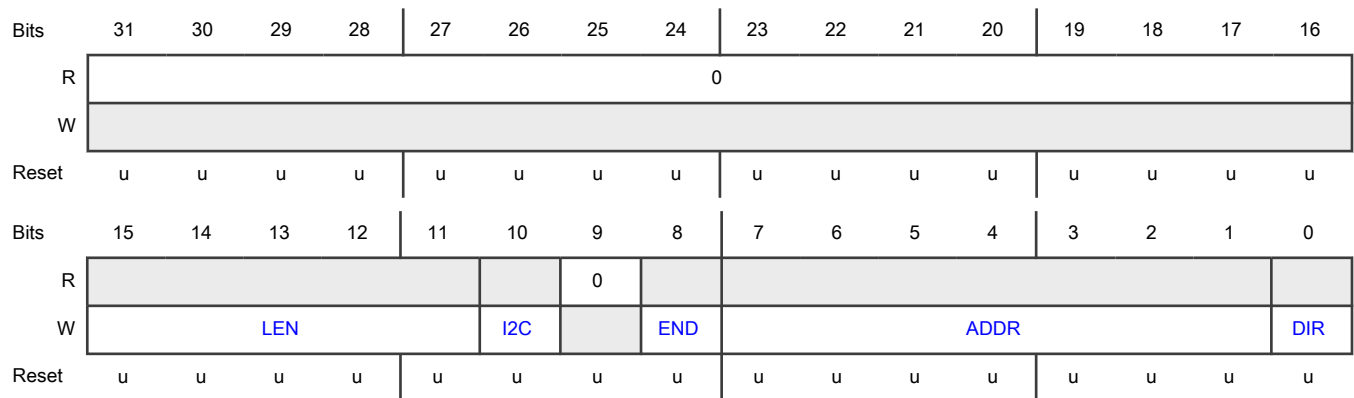 Bits 31 30 29 28 27 26 25 24 23 22 21 20 19 18 17 16
R 0
W
Reset u u u u u u u u u u u u u u u u
Bits 15 14 13 12 11 10 9 8 7 6 5 4 3 2 1 0
R 0
W LEN I2C END ADDR DIR
Reset u u u u u u u u u u u u u u u u